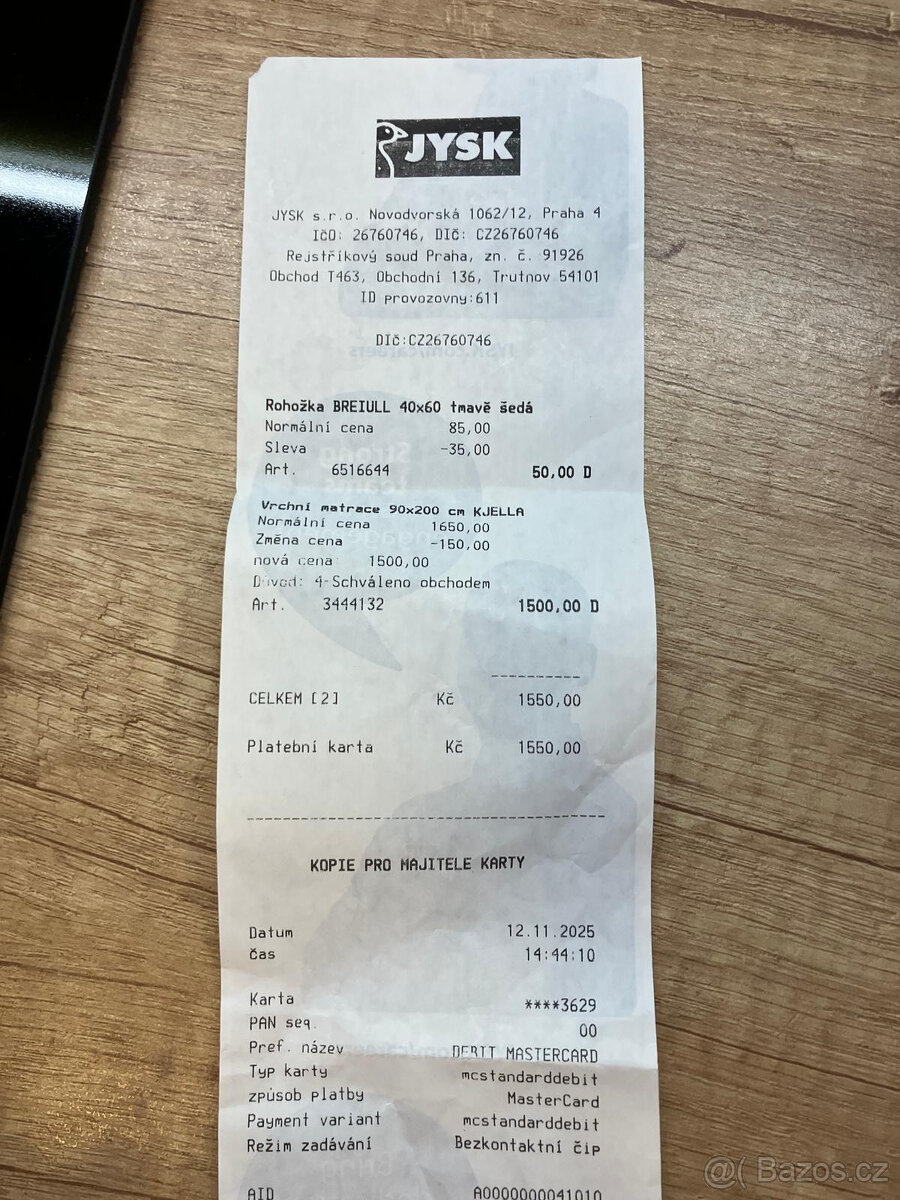 JYSK
JYSK s.r.o. Novodvorská 1062/12, Praha 4
IčO: 26760746, DIč: CZ26760746
Rejstříkový soud Praha, zn. č. 91926
Obchod T463, Obchodní 136, Trutnov 54101
ID provozovny:611
DIč:CZ26760746
JYSK.com/careers
Rohožka BREIULL 40x60 tmavě šedá
Normální cena 85,00
Sleva -35,00
Art. 6516644 50,00 D
Vrchní matrace 90x200 cm KJELLA
Normální cena 1650,00
Změna cena -150,00
nová cena: 1500,00
Důvod: 4-Schváleno obchodem
Art. 3444132 1500,00 D
CELKEM [2] Kč 1550,00
Platební karta Kč 1550,00
KOPIE PRO MAJITELE KARTY
Datum 12.11.2025
čas 14:44:10
Karta ****3629
PAN seq. 00
Pref. název DEBIT MASTERCARD
Typ karty mcstandarddebit
způsob platby MasterCard
Payment variant mcstandarddebit
Režim zadávání Bezkontaktní čip
AID A0000000041010
@( Bazos.cz